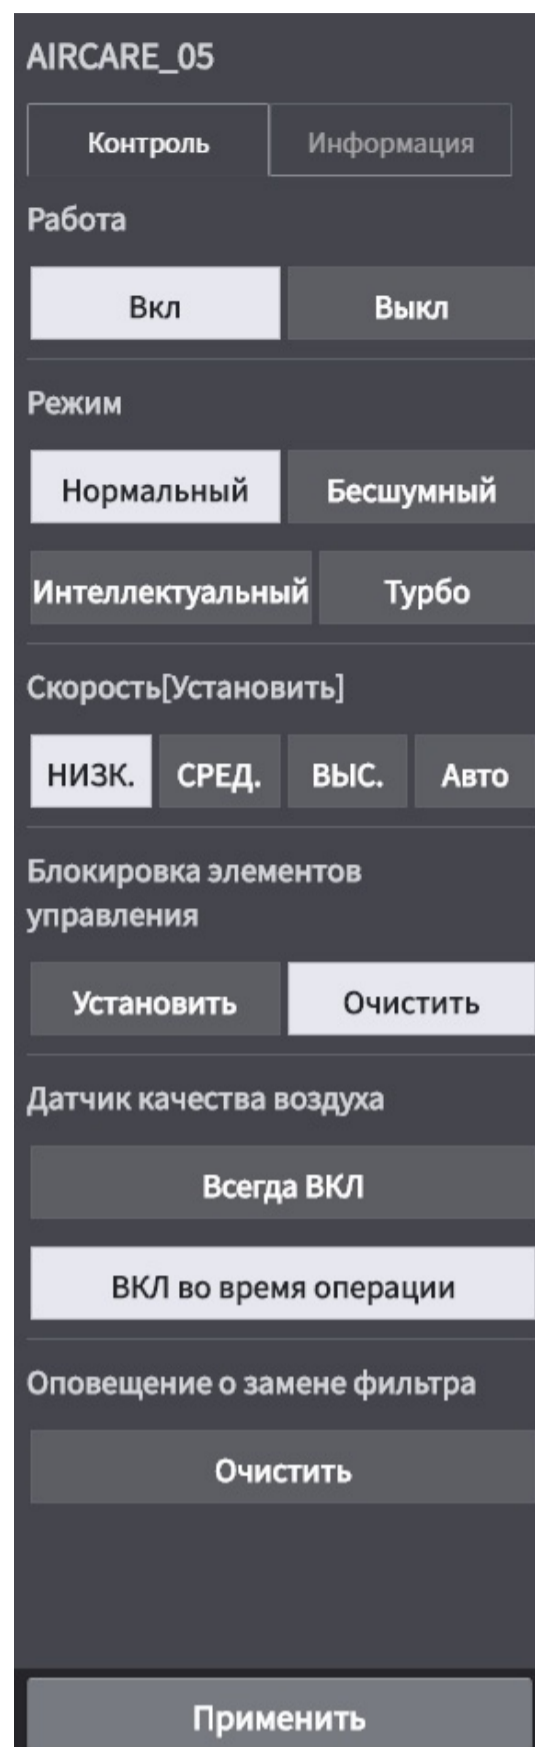 AIRCARE_05
Контроль Информация
Работа
Вкл Выкл
Режим
Нормальный Бесшумный
Интеллектуальный Турбо
Скорость[Установить]
НИЗК. СРЕД. ВЫС. Авто
Блокировка элементов
управления
Установить Очистить
Датчик качества воздуха
Всегда ВКЛ
ВКЛ во время операции
Оповещение о замене фильтра
Очистить
Применить